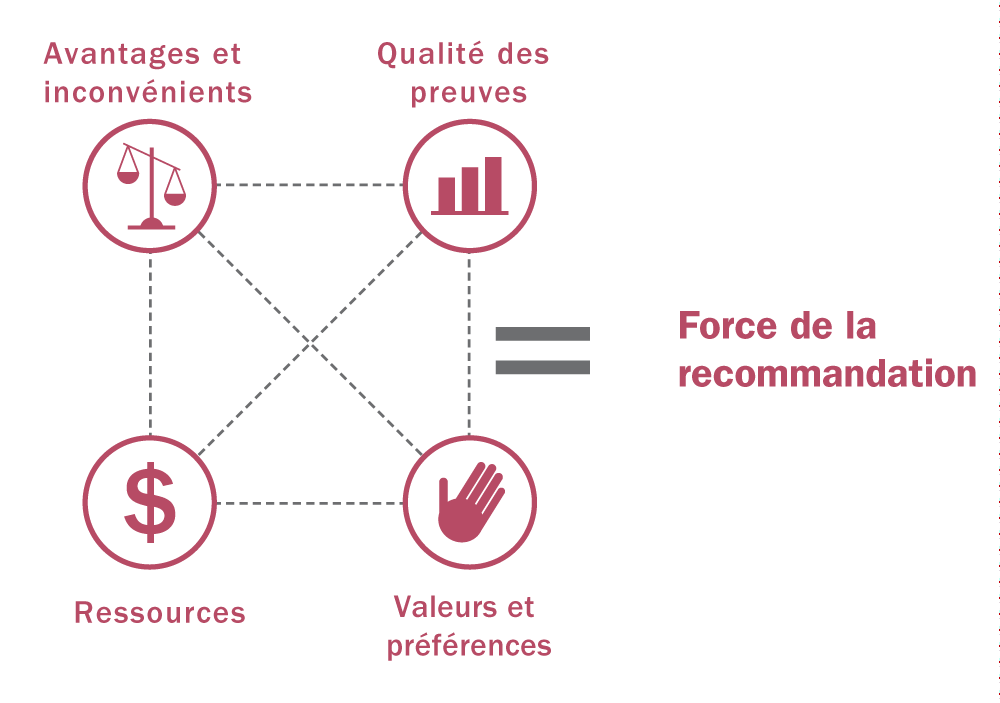 Avantages et
inconvénients
Qualité des
preuves
$
Force de la
recommandation
Ressources
Valeurs et
préférences